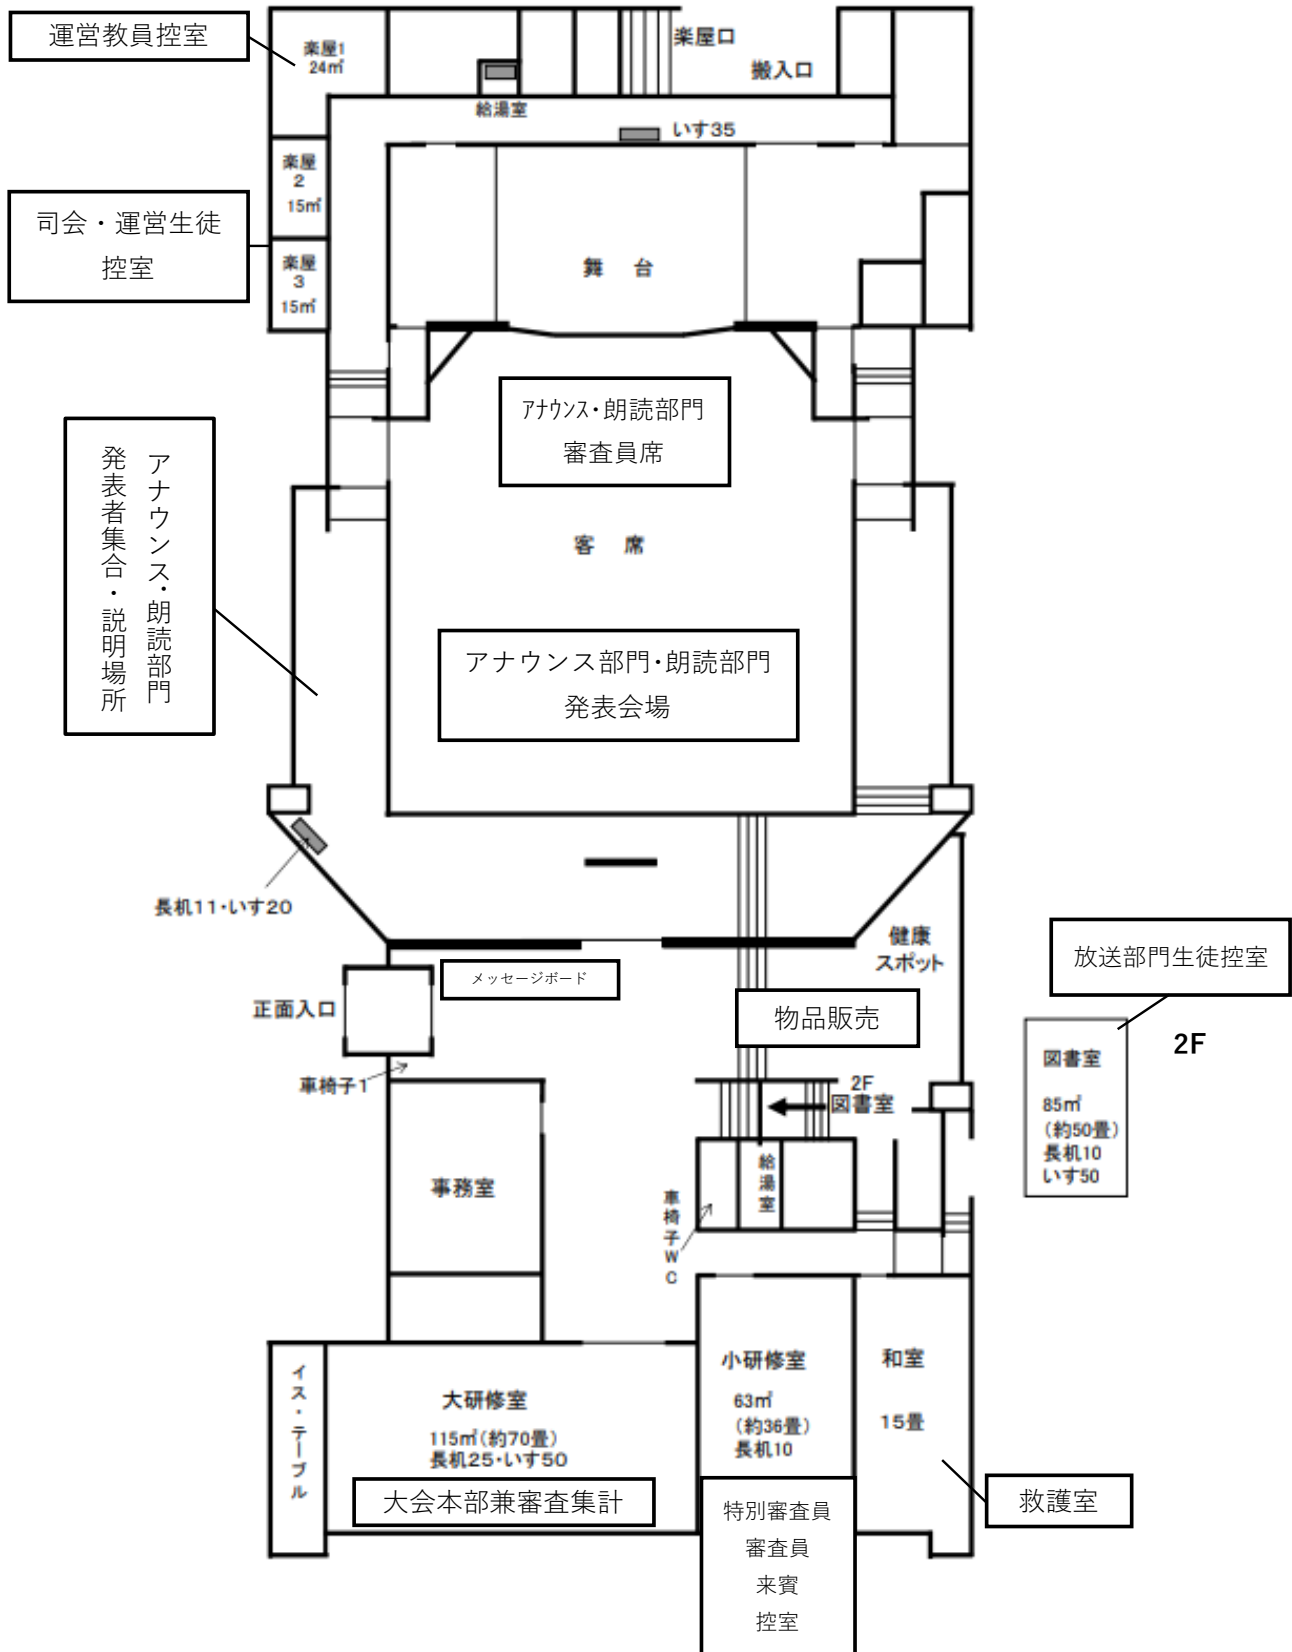 運営教員控室
楽屋1
24㎡
楽屋口
搬入口
給湯室
いす35
楽屋
2
15㎡
司会・運営生徒
控室
楽屋
3
15㎡
舞 台
アナウンス・朗読部門
審査員席
アナウンス・朗読部門
発表者集合・説明場所
客 席
アナウンス部門・朗読部門
発表会場
長机11・いす20
健康
スポット
放送部門生徒控室
メッセージボード
正面入口
物品販売
2F
車椅子1
2F
図書室
図書室
85㎡
(約50畳)
長机10
いす50
事務室
給湯室
車椅子WC
イス・テーブル
大研修室
115㎡(約70畳)
長机25・いす50
大会本部兼審査集計
小研修室
63㎡
(約36畳)
長机10
和室
15畳
救護室
特別審査員
審査員
来賓
控室